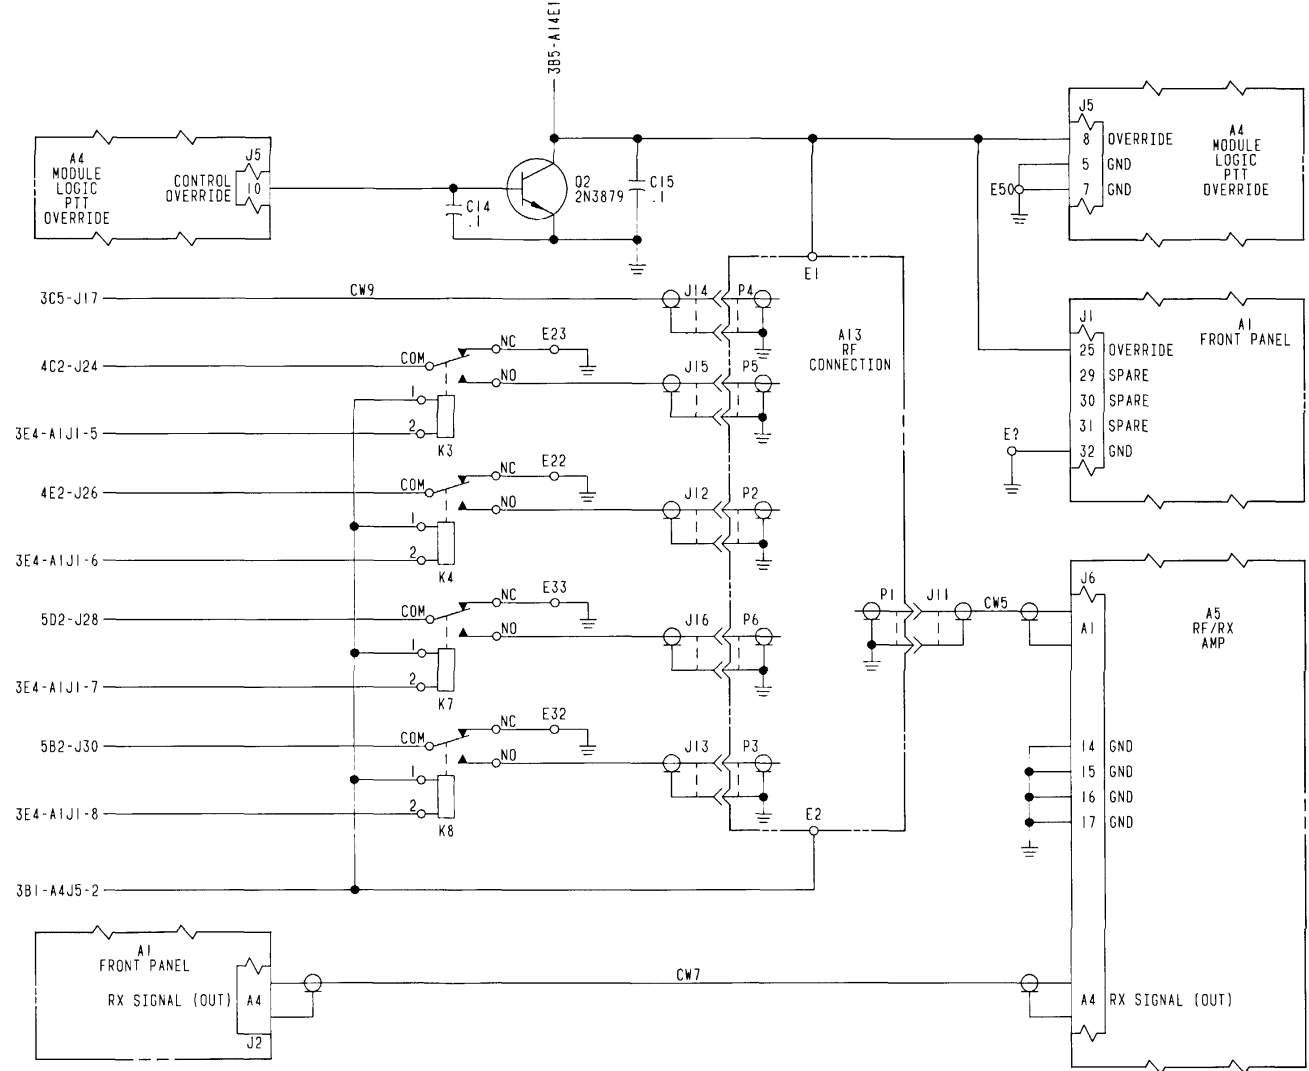 3B5-A14E1
A4
MODULE
LOGIC
PTT
OVERRIDE
CONTROL
OVERRIDE
J5
10
C14
.1
Q2
2N3879
C15
.1
J5
8 OVERRIDE
5 GND
7 GND
E50
A4
MODULE
LOGIC
PTT
OVERRIDE
3C5-J17
CW9
J14
P4
E1
A13
RF
CONNECTION
J1
25 OVERRIDE
29 SPARE
30 SPARE
31 SPARE
32 GND
E?
A1
FRONT PANEL
4C2-J24
COM
NC
E23
NO
J15
P5
1
2
3E4-A1J1-5
K3
4E2-J26
COM
NC
E22
NO
J12
P2
1
2
3E4-A1J1-6
K4
5D2-J28
COM
NC
E33
NO
J16
P6
1
2
3E4-A1J1-7
K7
P1
J11
CW5
J6
A1
A5
RF/RX
AMP
5B2-J30
COM
NC
E32
NO
J13
P3
1
2
3E4-A1J1-8
K8
14 GND
15 GND
16 GND
17 GND
E2
3B1-A4J5-2
A1
FRONT PANEL
RX SIGNAL (OUT)
A4
J2
CW7
A4 RX SIGNAL (OUT)